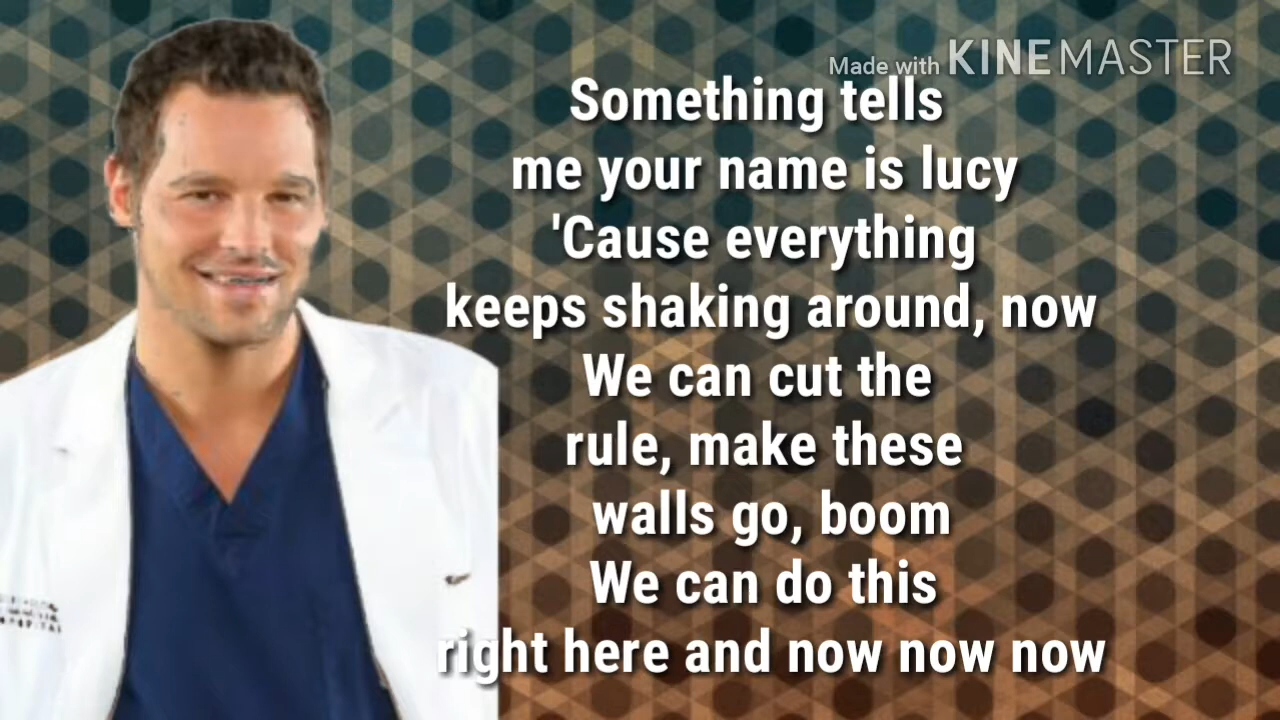 Made with KINEMASTER
Something tells
me your name is lucy
'Cause everything
keeps shaking around, now
We can cut the
rule, make these
walls go, boom
We can do this
right here and now now now